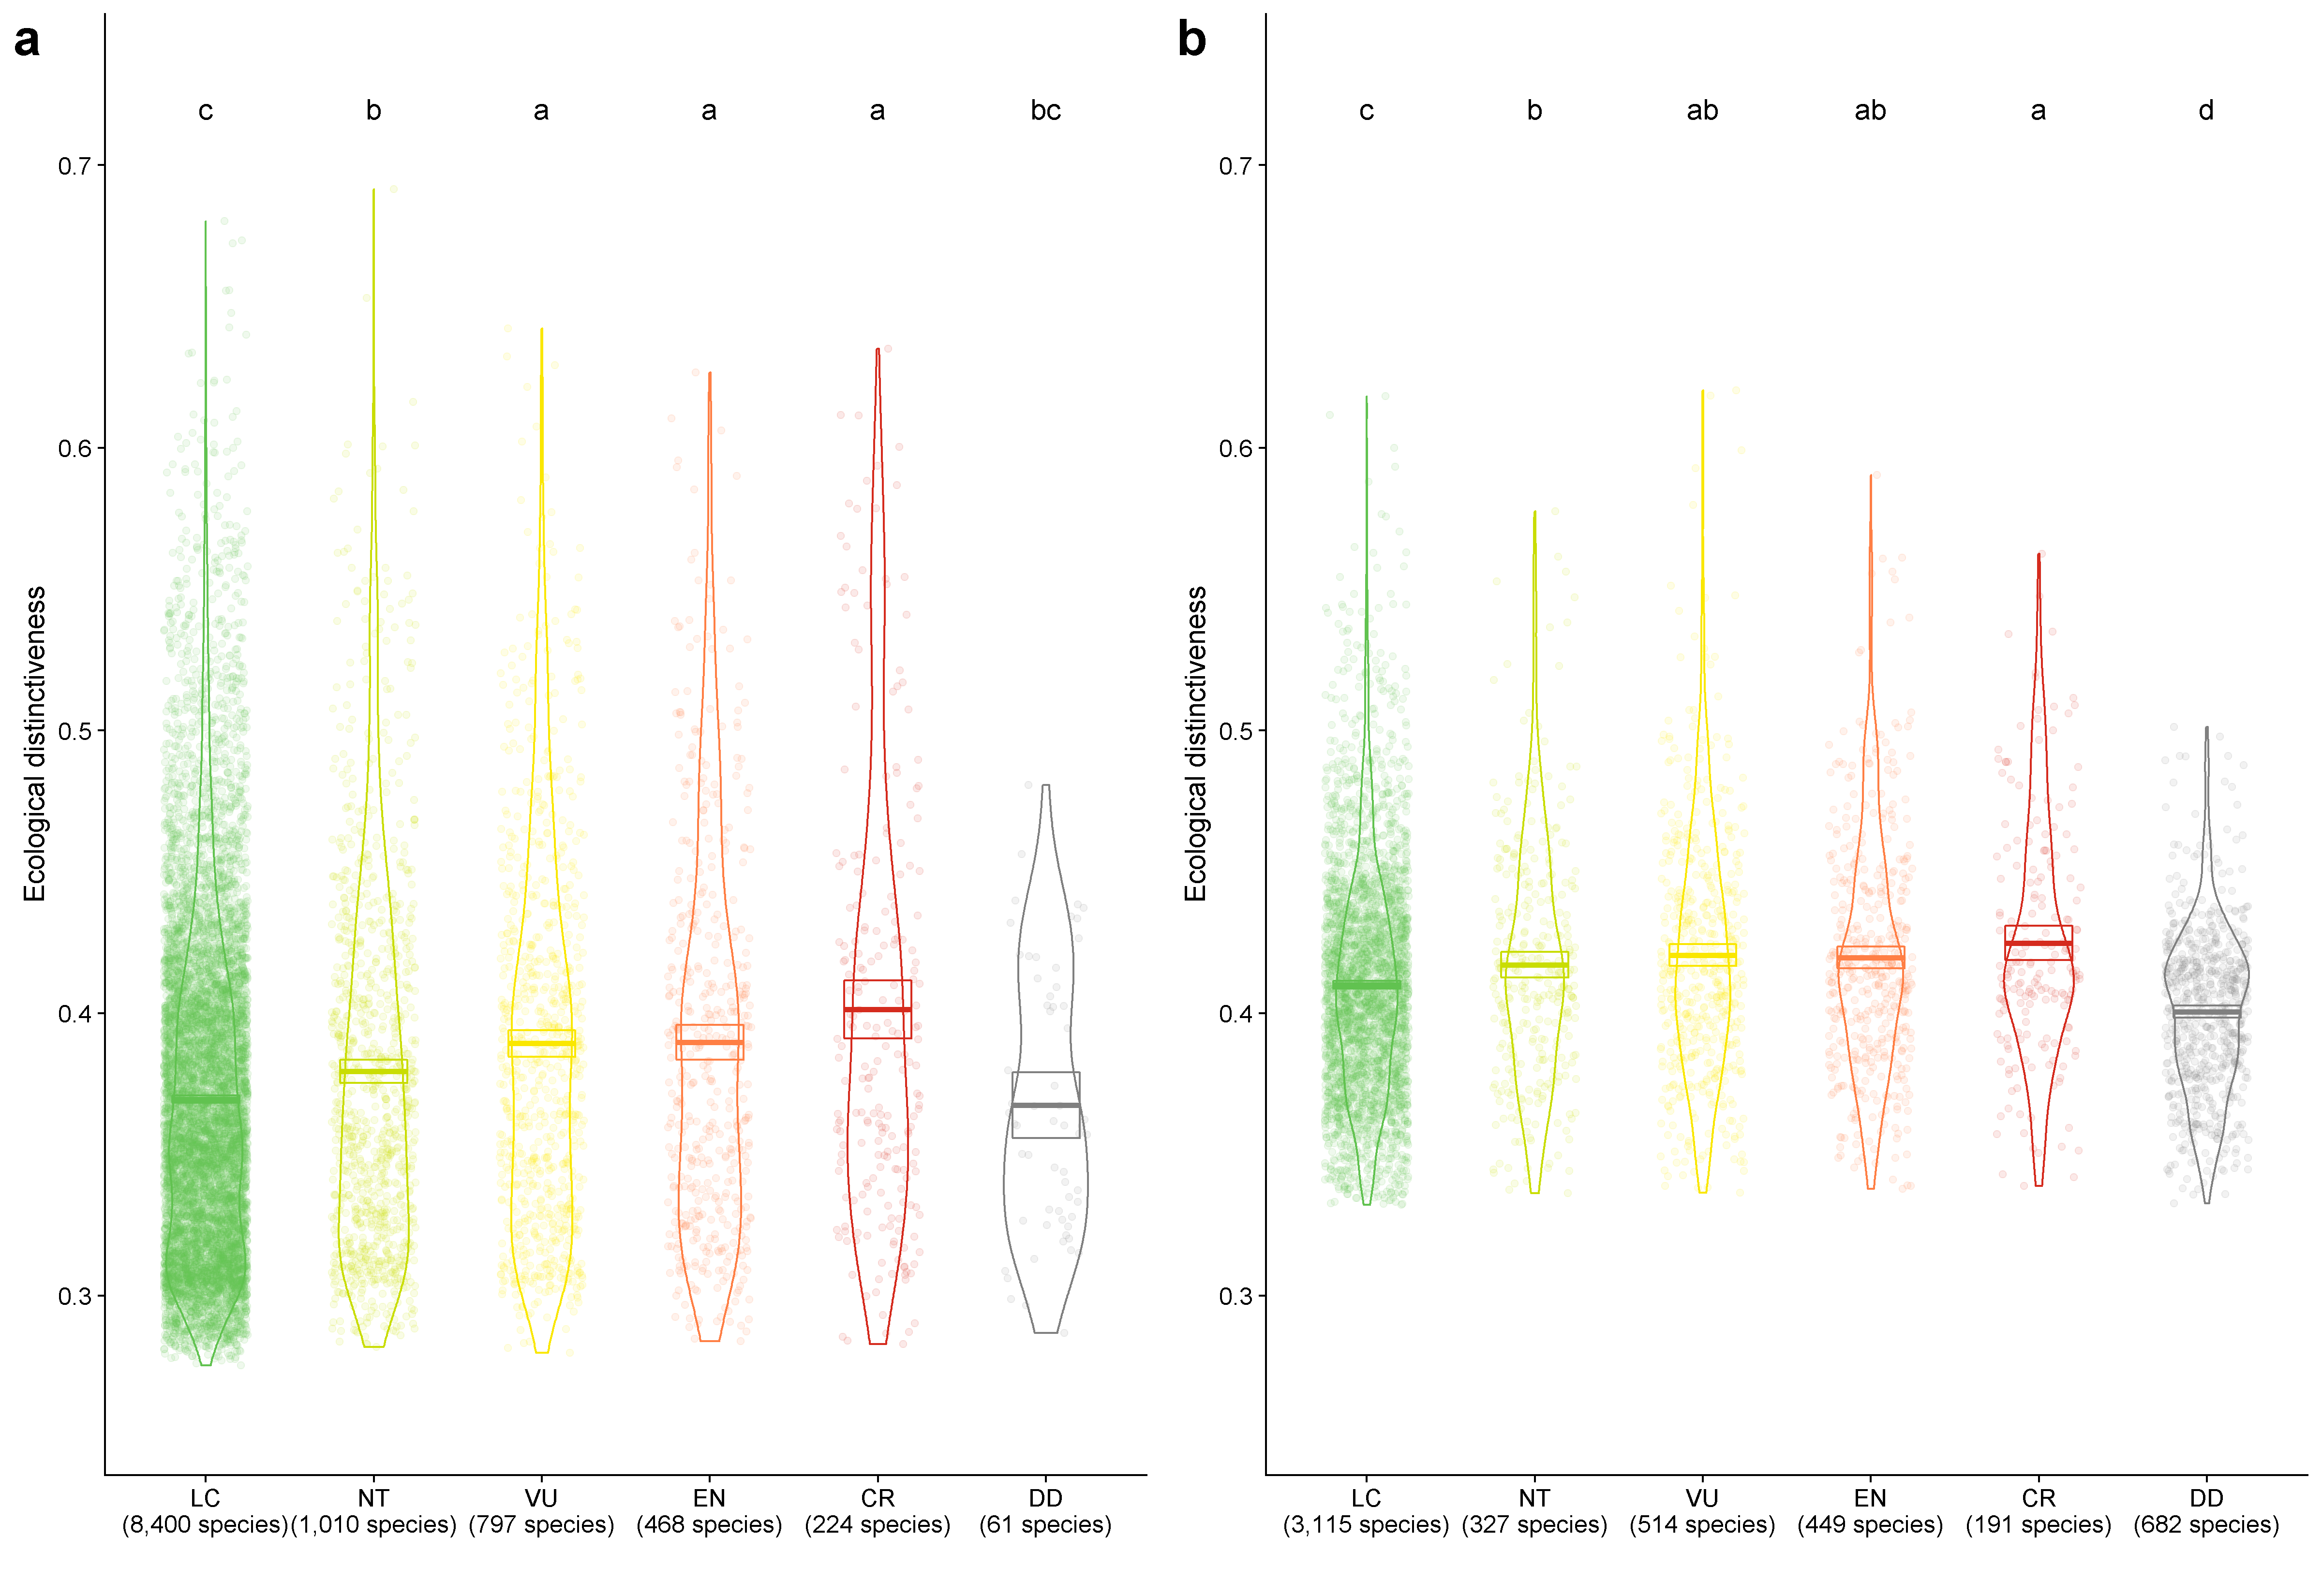 a
c b a a a bc
0.7
0.6
0.5
0.4
0.3
Ecological distinctiveness
LC NT VU EN CR DD
(8,400 species) (1,010 species) (797 species) (468 species) (224 species) (61 species)
b
c b ab ab a d
0.7
0.6
0.5
0.4
0.3
Ecological distinctiveness
LC NT VU EN CR DD
(3,115 species) (327 species) (514 species) (449 species) (191 species) (682 species)